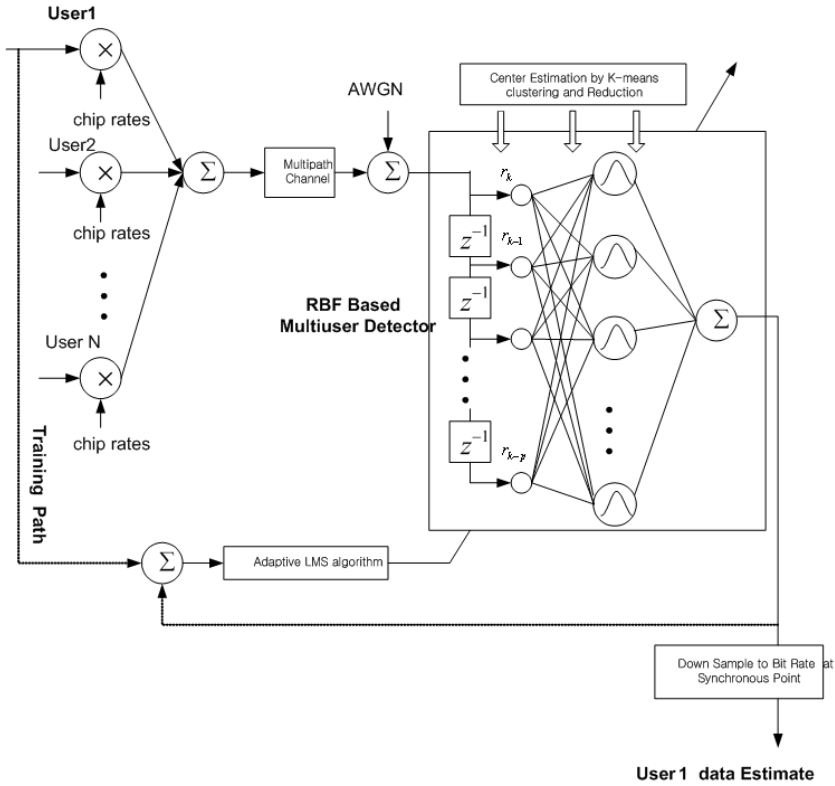 User1
×
chip rates
User2
×
chip rates
User N
×
chip rates
Σ
Multipath
Channel
AWGN
Σ
Center Estimation by K-means
clustering and Reduction
RBF Based
Multiuser Detector
r_k
z^{-1}
r_{k-1}
z^{-1}
z^{-1}
r_{k-p}
Σ
Training Path
Σ
Adaptive LMS algorithm
Down Sample to Bit Rate at
Synchronous Point
User 1 data Estimate